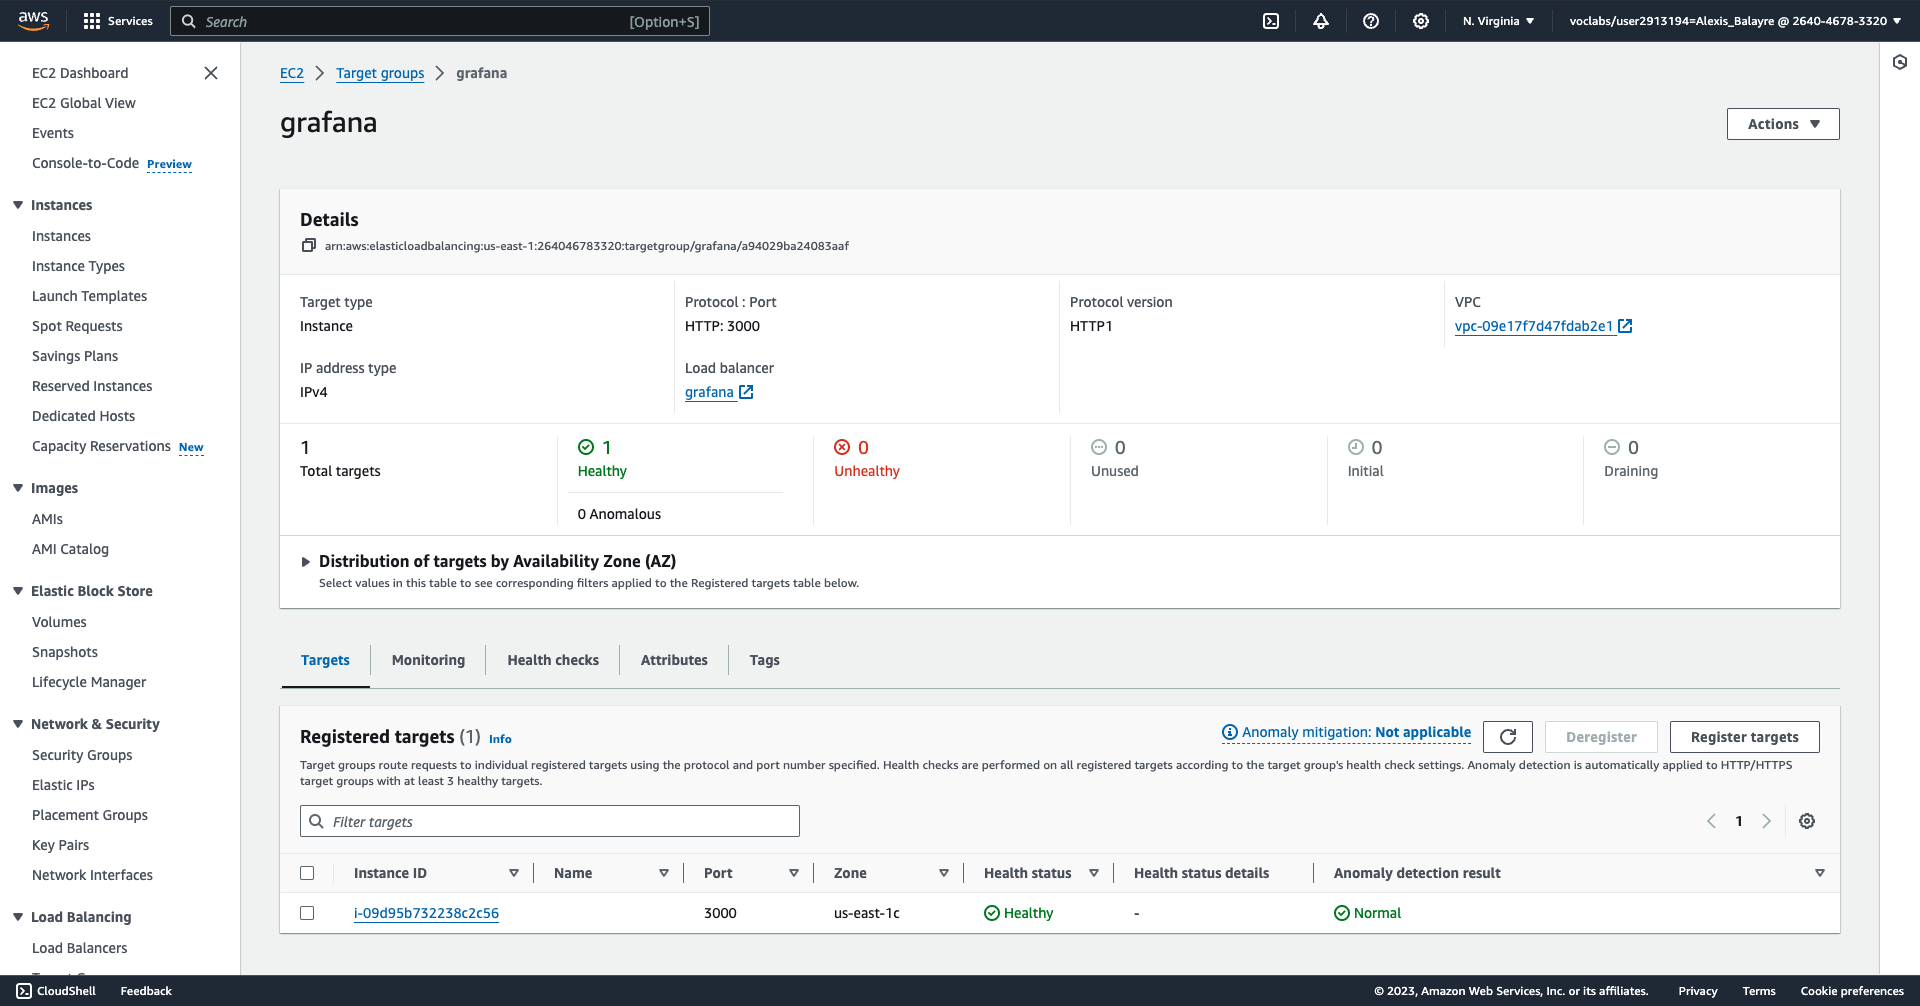 aws
Services
Search
[Option+S]
N. Virginia
voclabs/user2913194=Alexis_Balayre @ 2640-4678-3320
EC2 Dashboard
EC2 Global View
Events
Console-to-Code Preview
Instances
Instances
Instance Types
Launch Templates
Spot Requests
Savings Plans
Reserved Instances
Dedicated Hosts
Capacity Reservations New
Images
AMIs
AMI Catalog
Elastic Block Store
Volumes
Snapshots
Lifecycle Manager
Network & Security
Security Groups
Elastic IPs
Placement Groups
Key Pairs
Network Interfaces
Load Balancing
Load Balancers
EC2 > Target groups > grafana
grafana
Actions
Details
arn:aws:elasticloadbalancing:us-east-1:264046783320:targetgroup/grafana/a94029ba24083aaf
Target type
Instance
Protocol : Port
HTTP: 3000
Protocol version
HTTP1
VPC
vpc-09e17f7d47fdab2e1
IP address type
IPv4
Load balancer
grafana
1
Total targets
1
Healthy
0 Anomalous
0
Unhealthy
0
Unused
0
Initial
0
Draining
Distribution of targets by Availability Zone (AZ)
Select values in this table to see corresponding filters applied to the Registered targets table below.
Targets
Monitoring
Health checks
Attributes
Tags
Registered targets (1) Info
Anomaly mitigation: Not applicable
Deregister
Register targets
Target groups route requests to individual registered targets using the protocol and port number specified. Health checks are performed on all registered targets according to the target group's health check settings. Anomaly detection is automatically applied to HTTP/HTTPS
target groups with at least 3 healthy targets.
Filter targets
1
Instance ID
Name
Port
Zone
Health status
Health status details
Anomaly detection result
i-09d95b732238c2c56
3000
us-east-1c
Healthy
-
Normal
CloudShell
Feedback
© 2023, Amazon Web Services, Inc. or its affiliates.
Privacy
Terms
Cookie preferences